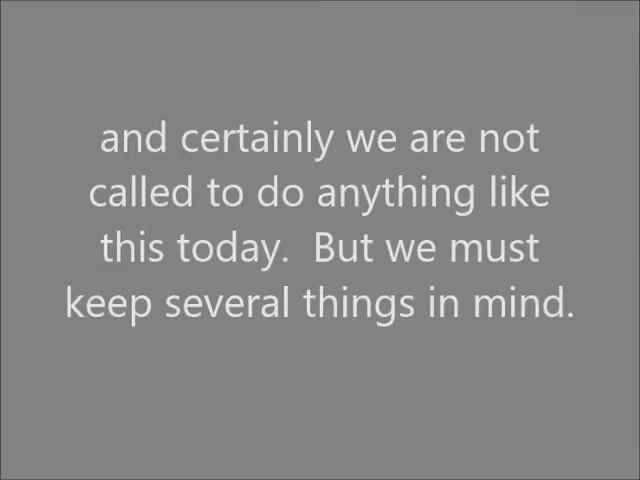 and certainly we are not
called to do anything like
this today.  But we must
keep several things in mind.